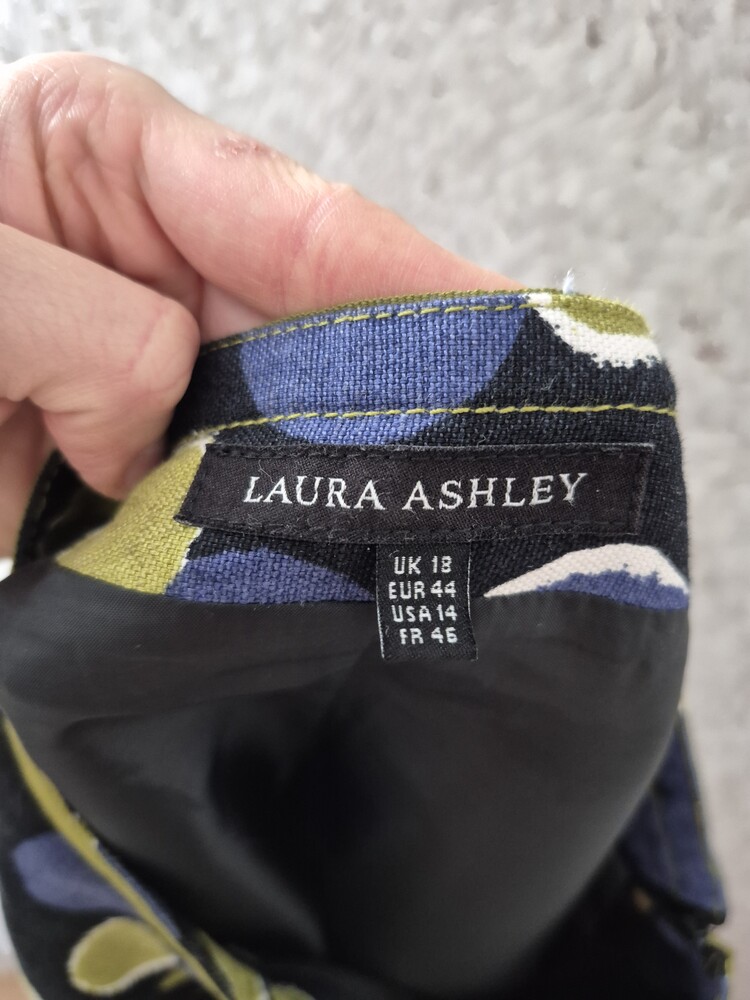 LAURA ASHLEY
UK 18
EUR 44
USA 14
FR 46